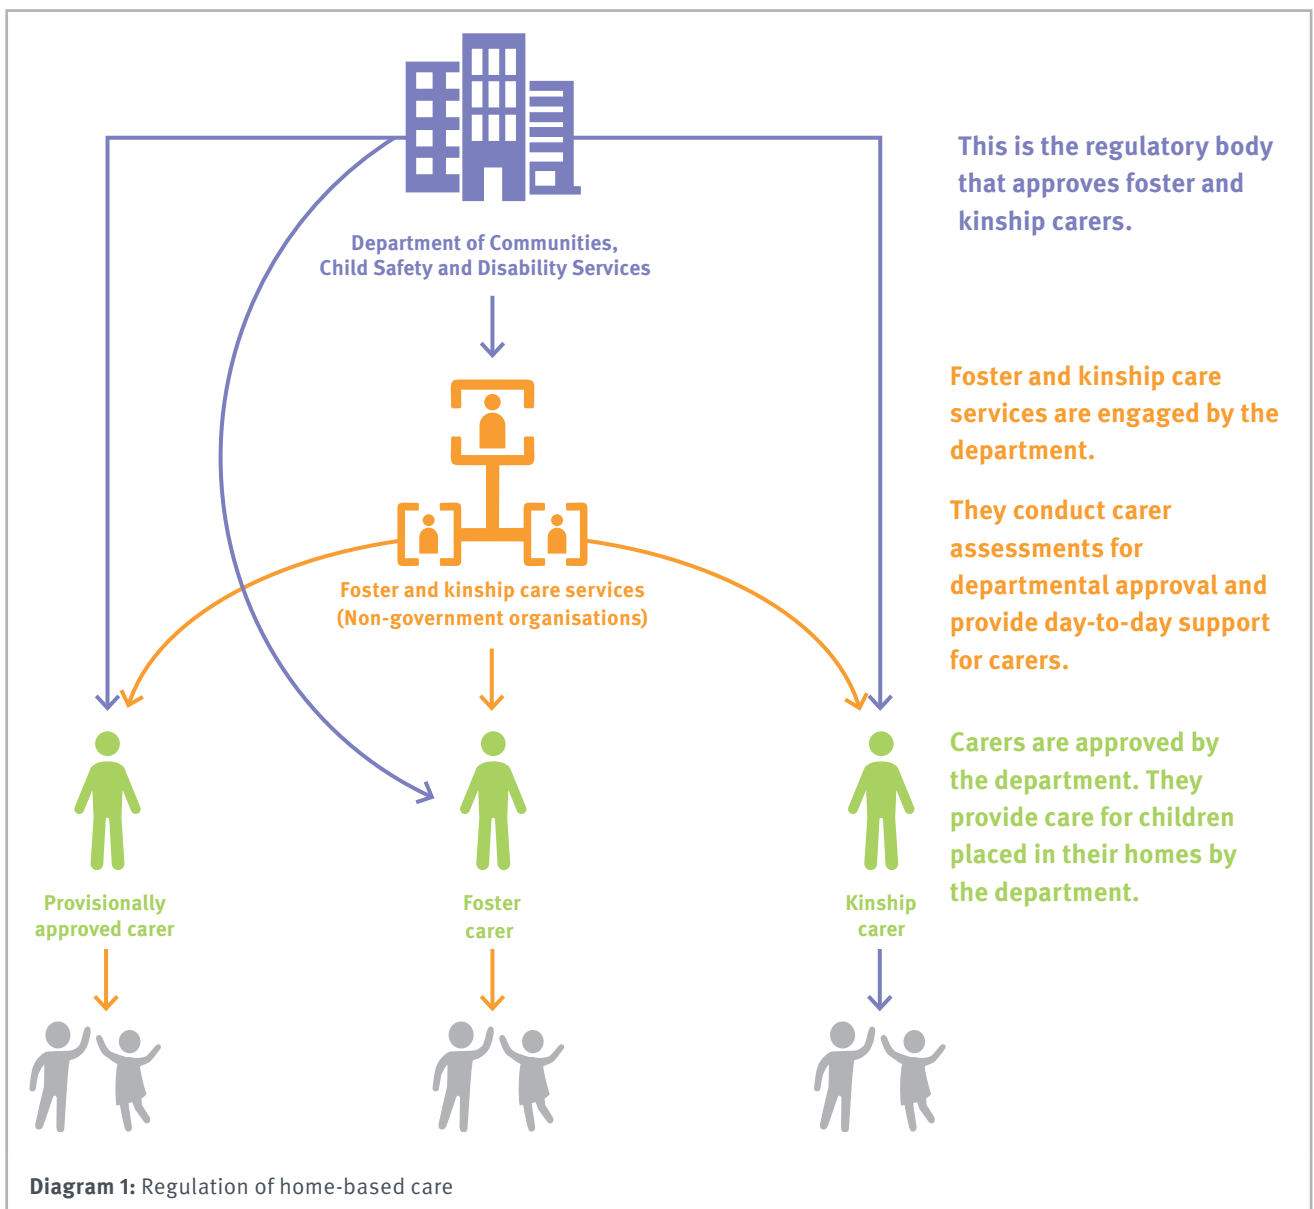 This is the regulatory body
that approves foster and
kinship carers.
Department of Communities,
Child Safety and Disability Services
Foster and kinship care
services are engaged by the
department.
They conduct carer
assessments for
departmental approval and
provide day-to-day support
for carers.
Foster and kinship care services
(Non-government organisations)
Carers are approved by
the department. They
provide care for children
placed in their homes by
the department.
Provisionally
approved carer
Foster
carer
Kinship
carer
Diagram 1: Regulation of home-based care